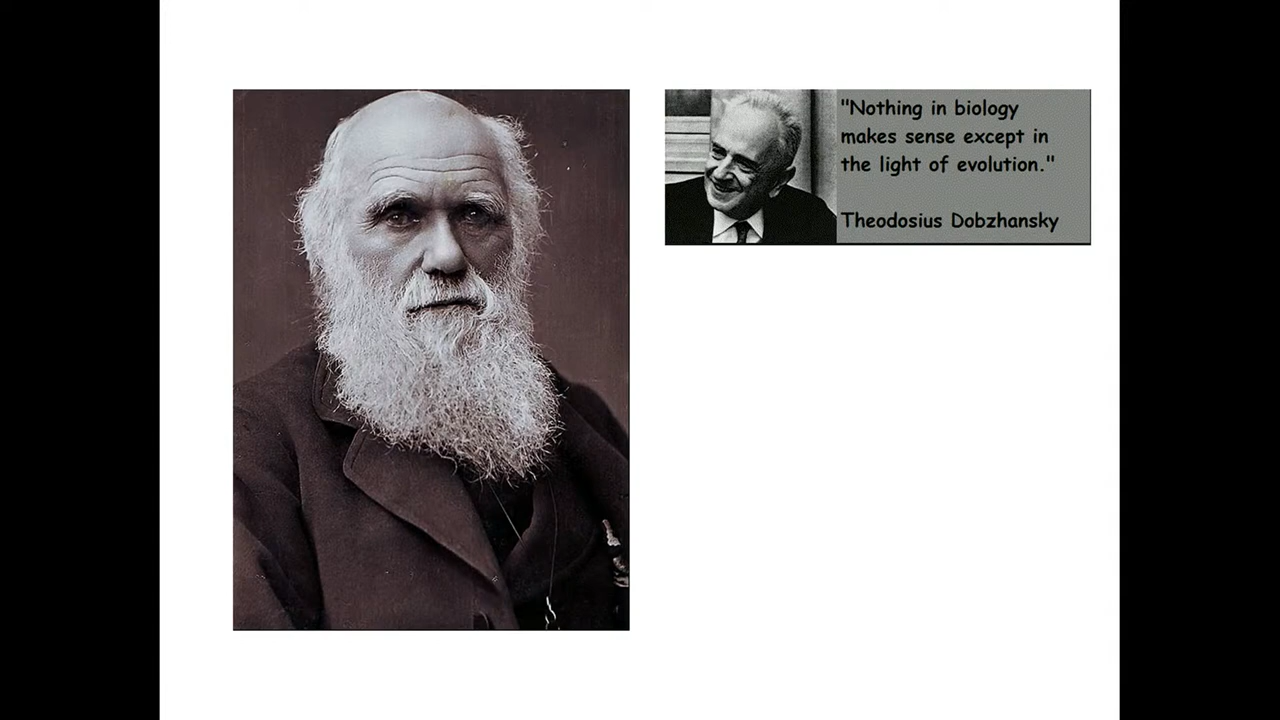 "Nothing in biology
makes sense except in
the light of evolution."
Theodosius Dobzhansky